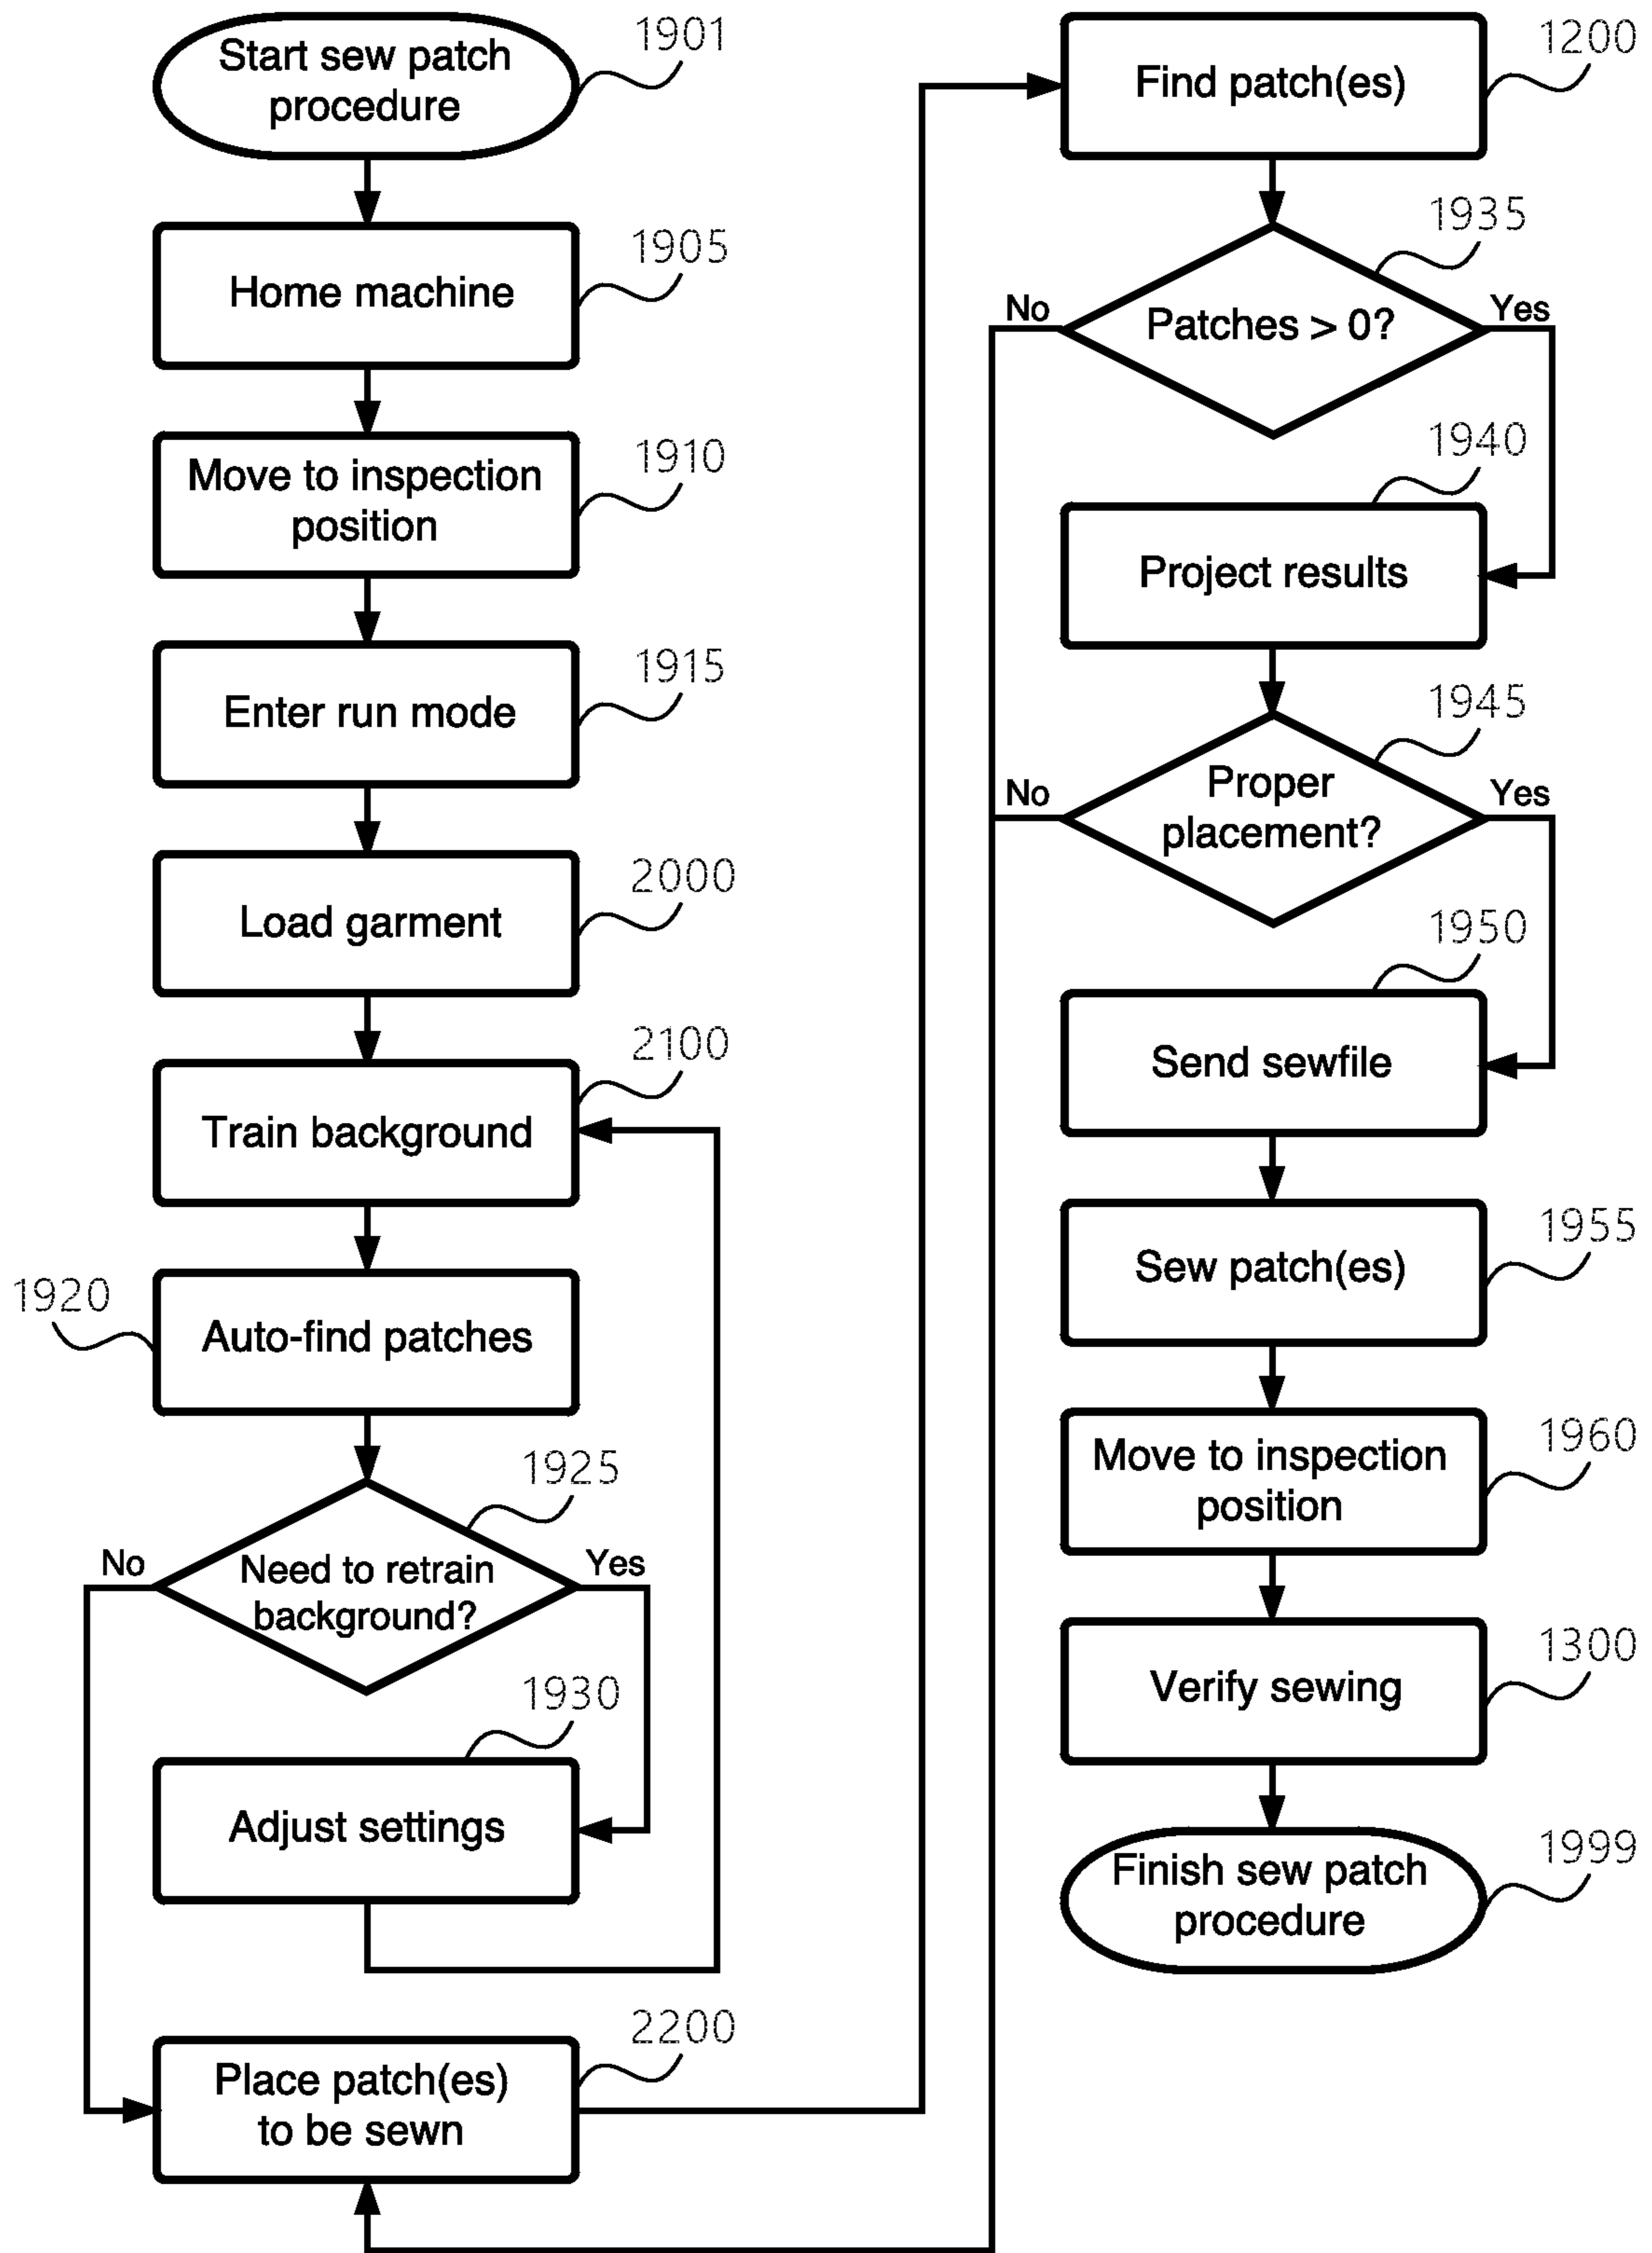 Start sew patch
procedure
1901
Home machine
1905
Move to inspection
position
1910
Enter run mode
1915
Load garment
2000
Train background
2100
Auto-find patches
1920
Need to retrain
background?
1925
No
Yes
Adjust settings
1930
Place patch(es)
to be sewn
2200
Find patch(es)
1200
Patches > 0?
1935
No
Yes
Project results
1940
Proper
placement?
1945
No
Yes
Send sewfile
1950
Sew patch(es)
1955
Move to inspection
position
1960
Verify sewing
1300
Finish sew patch
procedure
1999